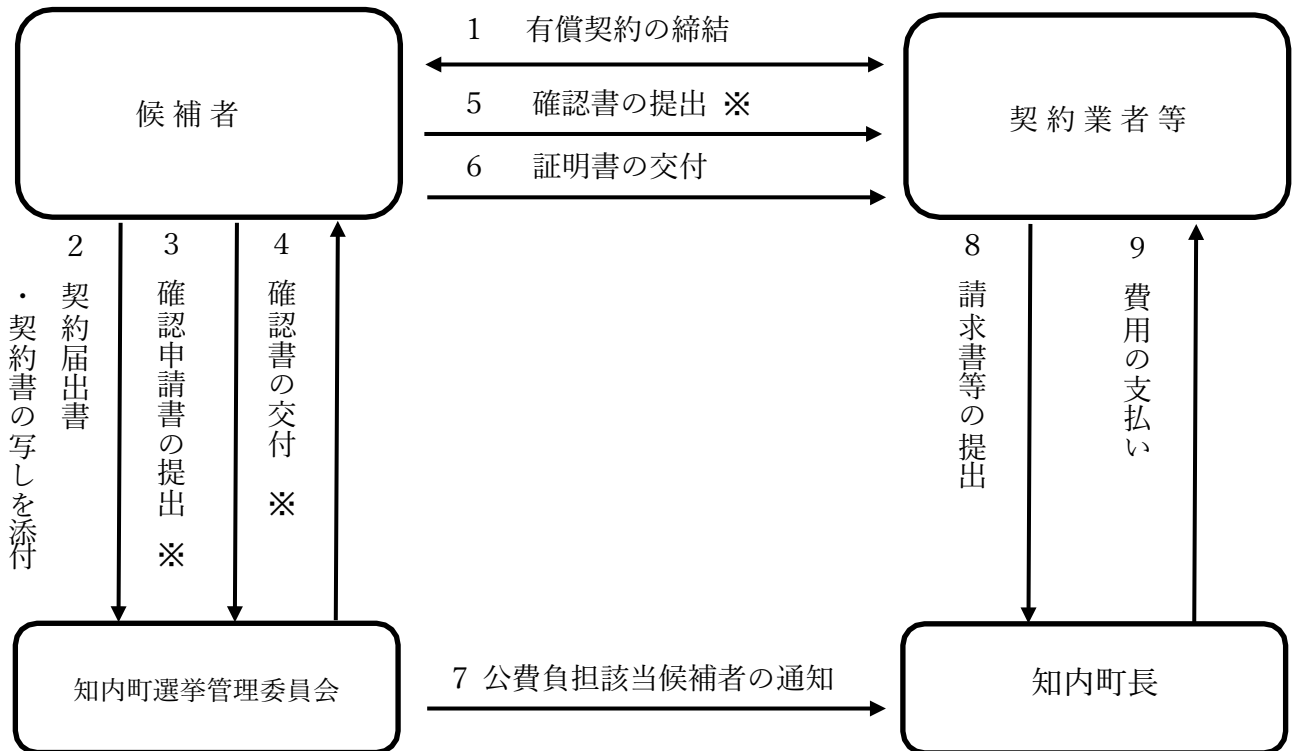 1 有償契約の締結
候補者
5 確認書の提出 ※
契約業者等
6 証明書の交付
2 契約届出書
・契約書の写しを添付
3 確認申請書の提出 ※
4 確認書の交付 ※
8 請求書等の提出
9 費用の支払い
知内町選挙管理委員会
7 公費負担該当候補者の通知
知内町長